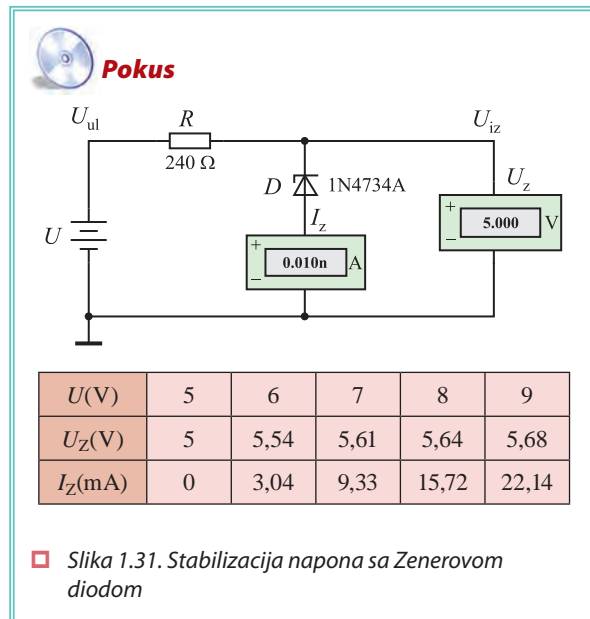 Pokus
U_ul R U_iz
240 Ω
D 1N4734A U_z
I_z
+ 5.000 V
−
U
+ 0.010n A
−
U(V) 5 6 7 8 9
U_Z(V) 5 5,54 5,61 5,64 5,68
I_Z(mA) 0 3,04 9,33 15,72 22,14
Slika 1.31. Stabilizacija napona sa Zenerovom
diodom